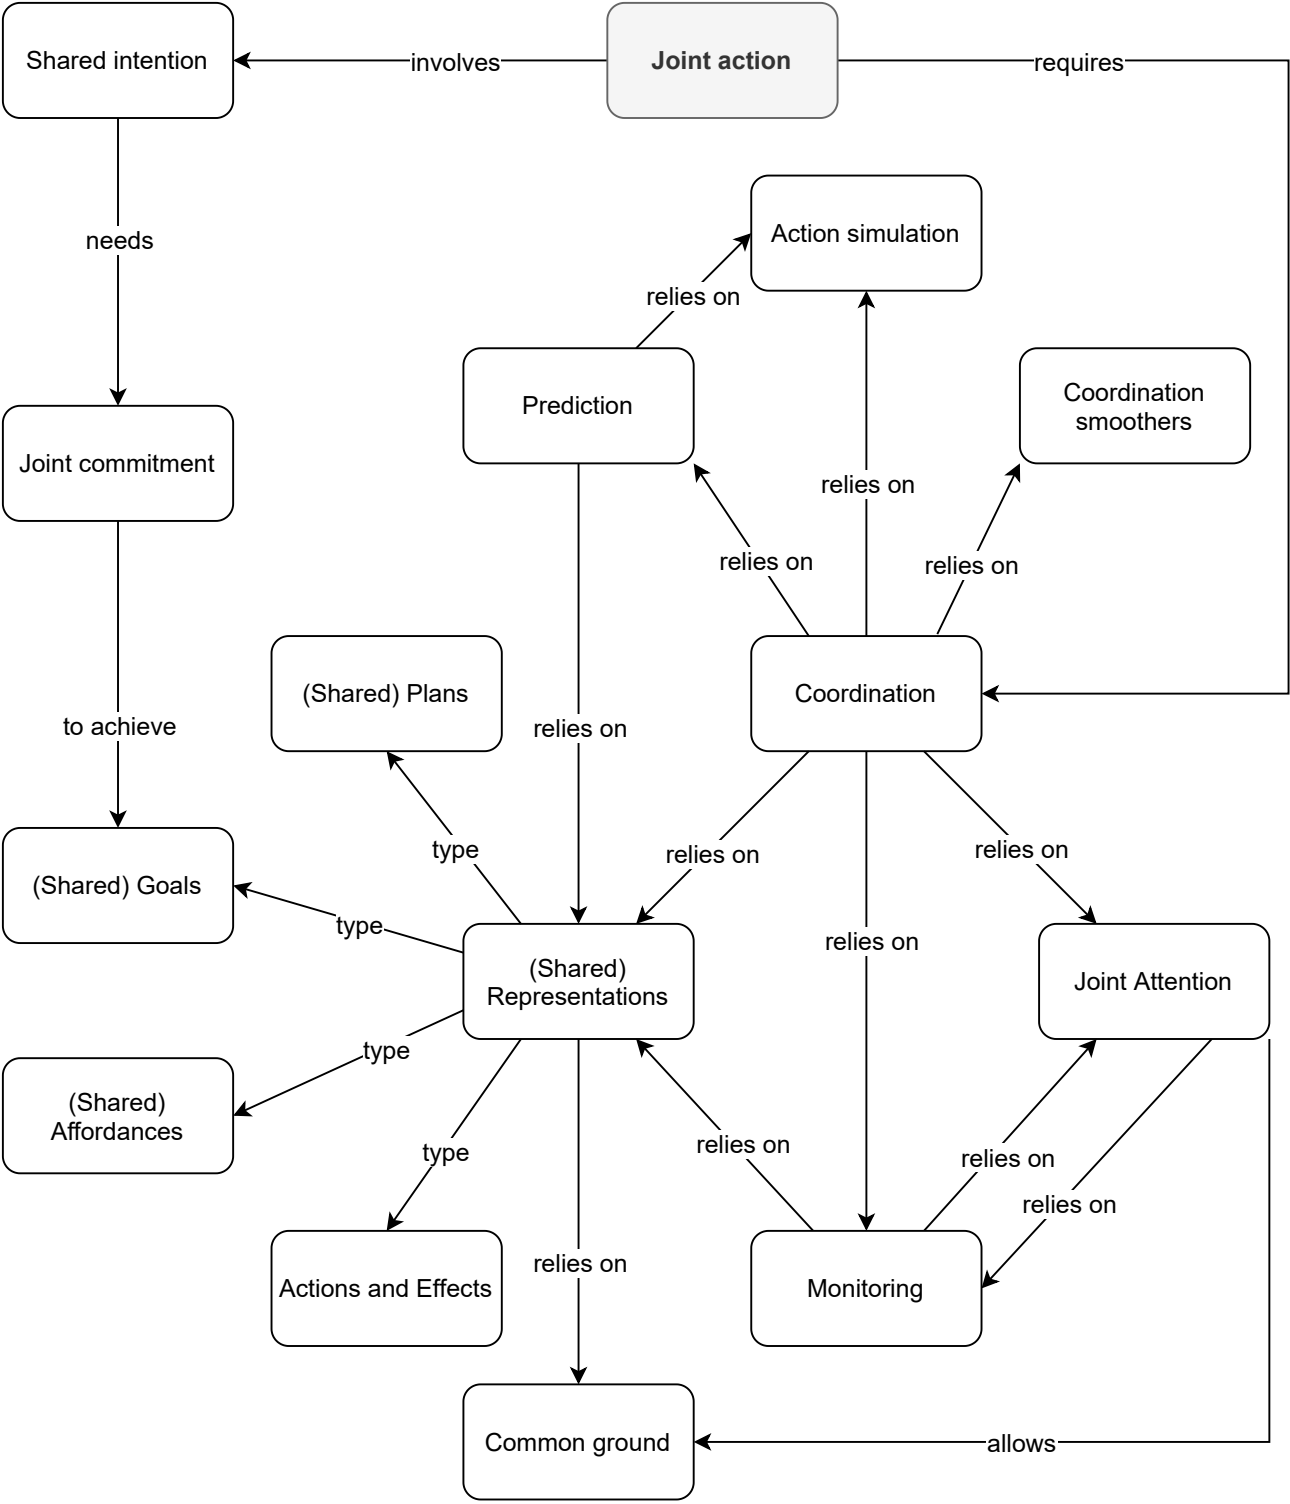 Shared intention
involves
Joint action
requires
Action simulation
needs
relies on
Prediction
Coordination
smoothers
Joint commitment
relies on
relies on
relies on
(Shared) Plans
Coordination
to achieve
relies on
type
relies on
relies on
(Shared) Goals
type
relies on
(Shared)
Representations
Joint Attention
type
(Shared)
Affordances
type
relies on
relies on
relies on
relies on
Actions and Effects
Monitoring
Common ground
allows